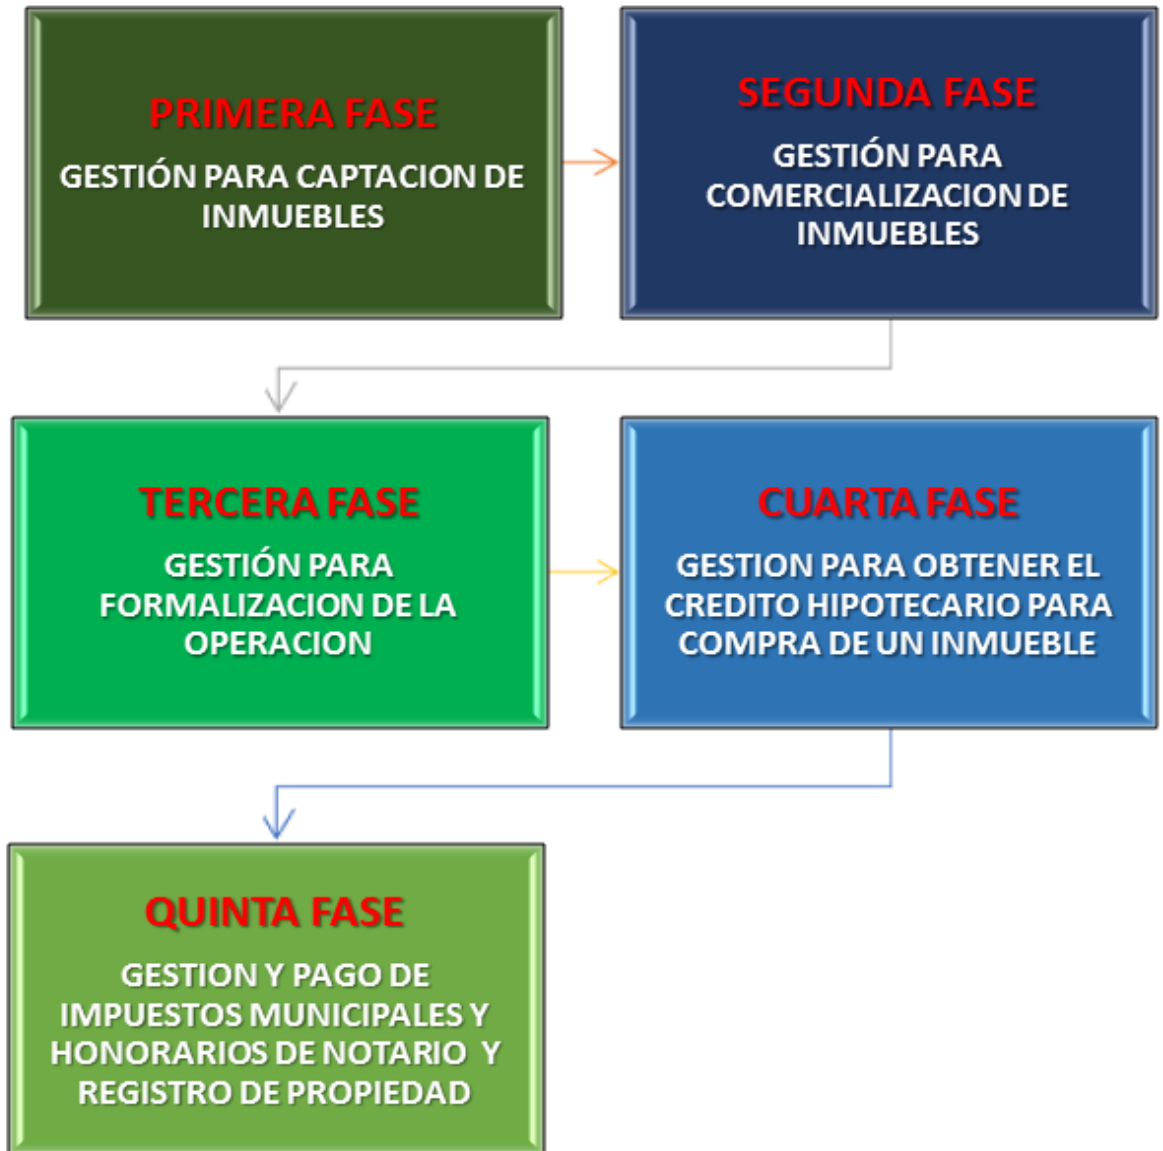 PRIMERA FASE
GESTIÓN PARA CAPTACION DE
INMUEBLES
SEGUNDA FASE
GESTIÓN PARA
COMERCIALIZACION DE
INMUEBLES
TERCERA FASE
GESTIÓN PARA
FORMALIZACION DE LA
OPERACION
CUARTA FASE
GESTION PARA OBTENER EL
CREDITO HIPOTECARIO PARA
COMPRA DE UN INMUEBLE
QUINTA FASE
GESTION Y PAGO DE
IMPUESTOS MUNICIPALES Y
HONORARIOS DE NOTARIO Y
REGISTRO DE PROPIEDAD